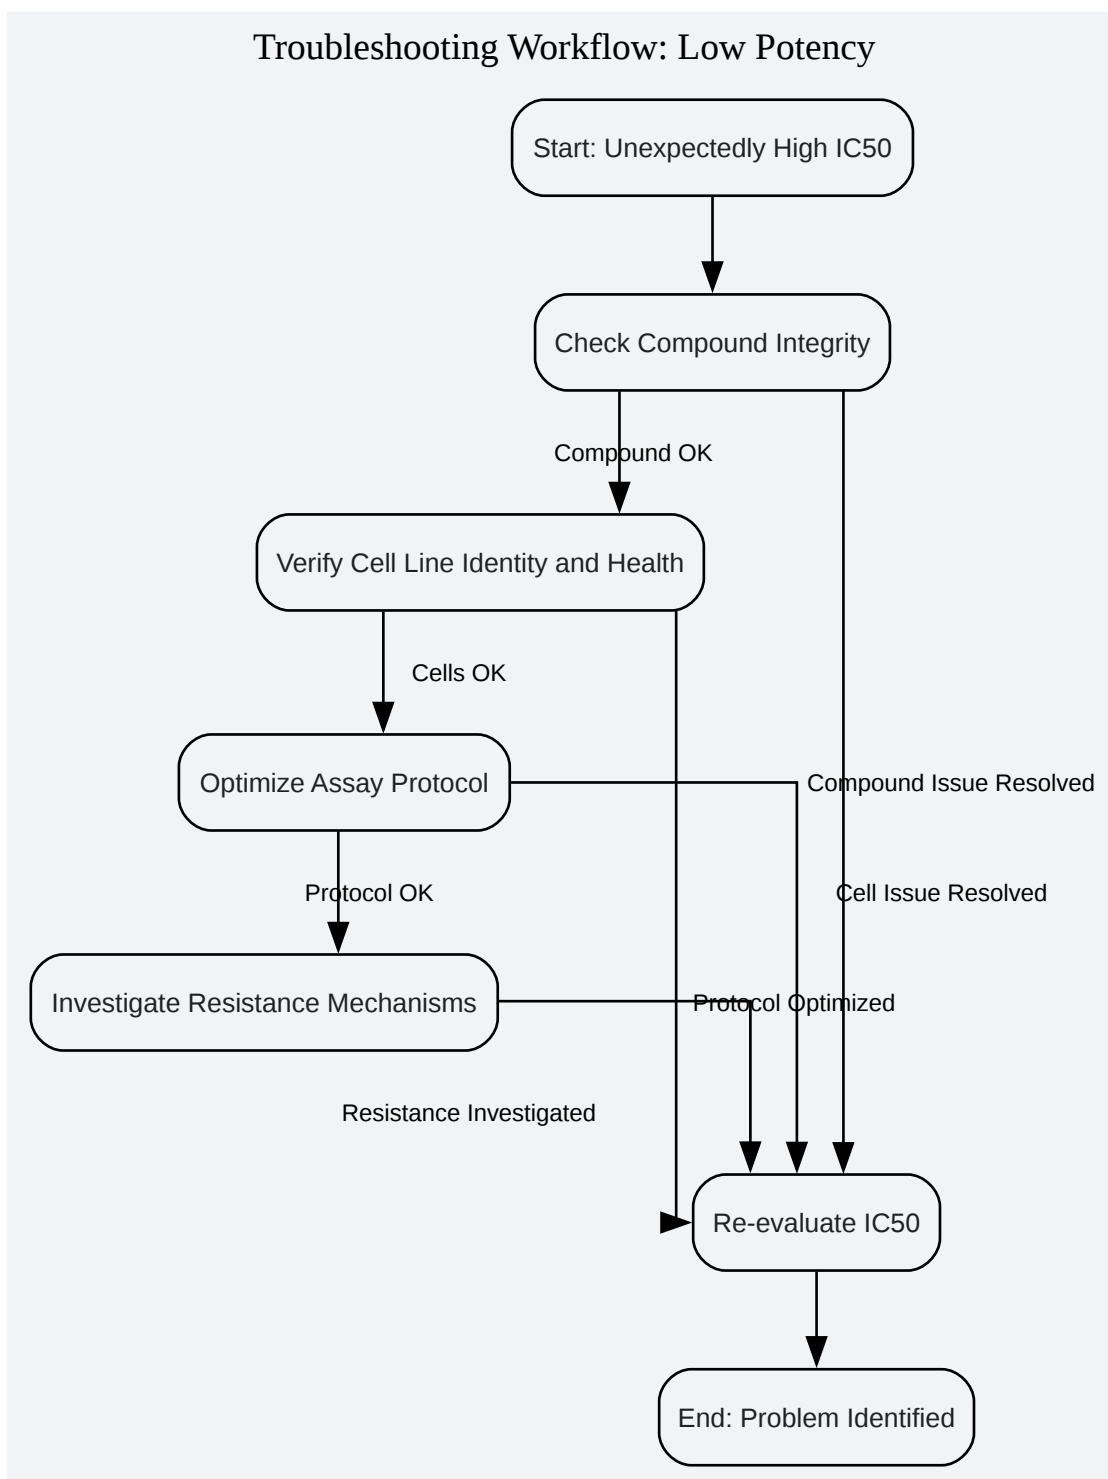 Troubleshooting Workflow: Low Potency
Start: Unexpectedly High IC50
Check Compound Integrity
Compound OK
Verify Cell Line Identity and Health
Cells OK
Optimize Assay Protocol
Compound Issue Resolved
Protocol OK
Cell Issue Resolved
Investigate Resistance Mechanisms
Protocol Optimized
Resistance Investigated
Re-evaluate IC50
End: Problem Identified